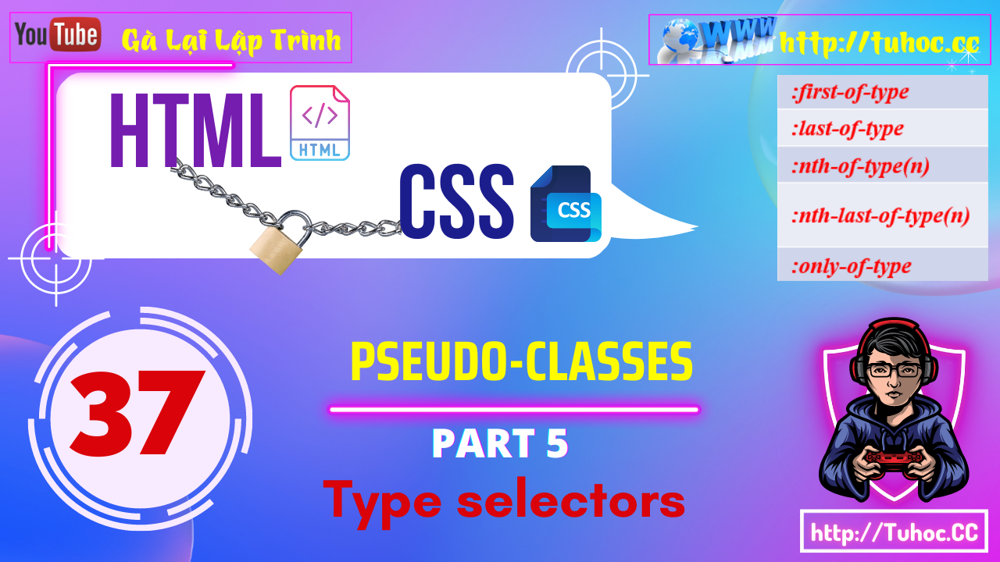 YouTube
Gà Lại Lập Trình
WWW
http://tuhoc.cc
HTML
HTML
CSS
CSS
:first-of-type
:last-of-type
:nth-of-type(n)
:nth-last-of-type(n)
:only-of-type
37
PSEUDO-CLASSES
PART 5
Type selectors
http://Tuhoc.CC